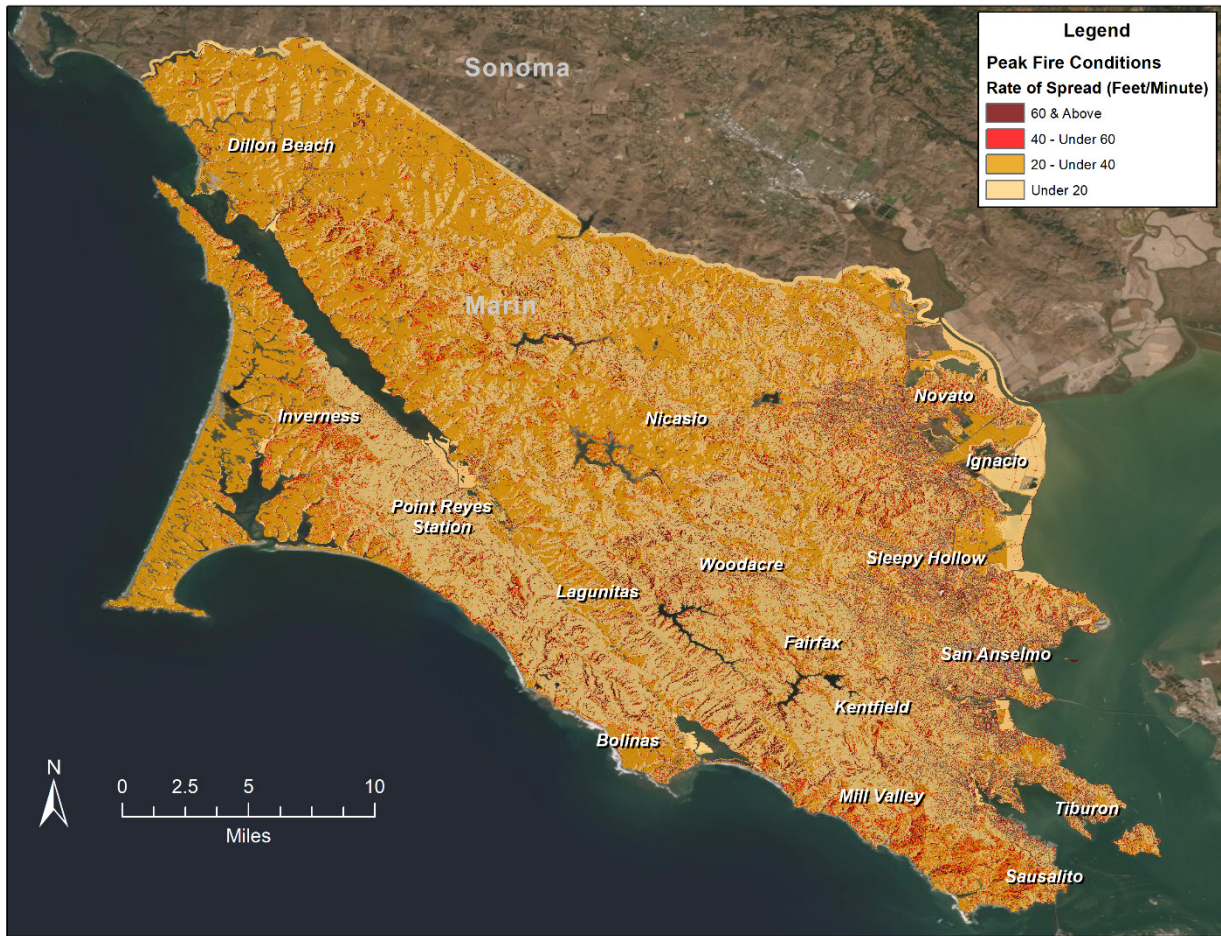 Legend
Peak Fire Conditions
Rate of Spread (Feet/Minute)
60 & Above
40 - Under 60
20 - Under 40
Under 20
Sonoma
Dillon Beach
Marin
Novato
Inverness
Nicasio
Ignacio
Point Reyes
Station
Woodacre
Sleepy Hollow
Lagunitas
Fairfax
San Anselmo
Kentfield
Bolinas
Mill Valley
Tiburon
Sausalito
N
0 2.5 5 10
Miles